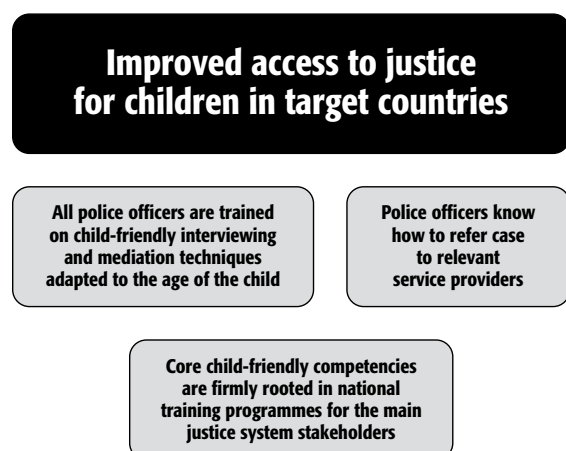 Improved access to justice
for children in target countries
All police officers are trained
on child-friendly interviewing
and mediation techniques
adapted to the age of the child
Police officers know
how to refer case
to relevant
service providers
Core child-friendly competencies
are firmly rooted in national
training programmes for the main
justice system stakeholders